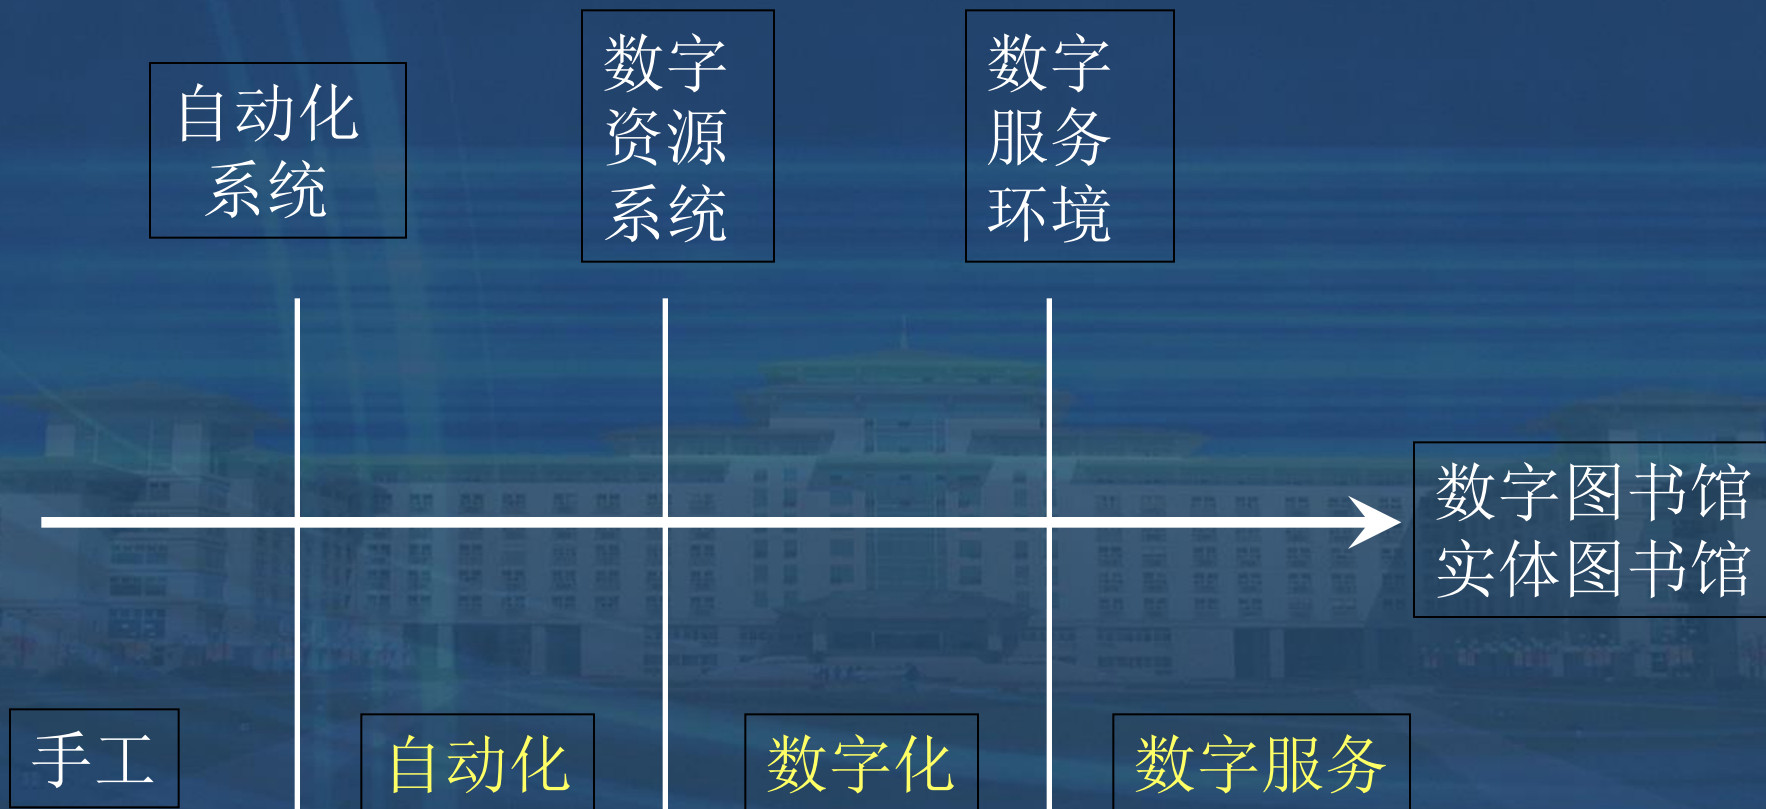 自动化
系统
数字
资源
系统
数字
服务
环境
数字图书馆
实体图书馆
手工
自动化
数字化
数字服务